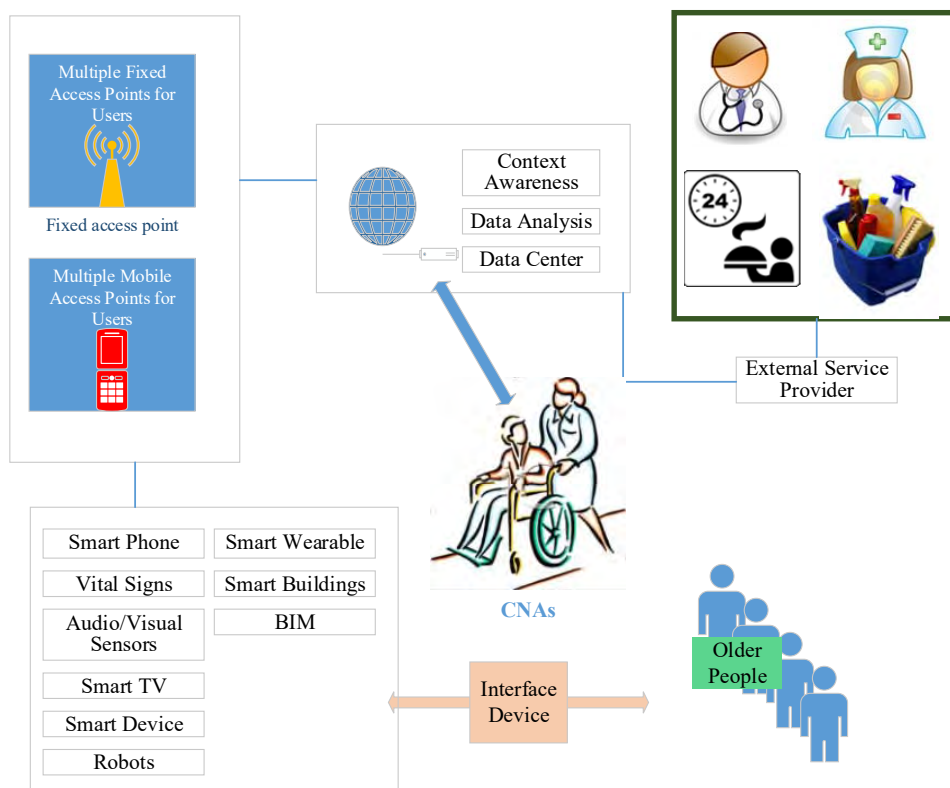 Multiple Fixed
Access Points for
Users
Fixed access point
Multiple Mobile
Access Points for
Users
Context
Awareness
Data Analysis
Data Center
24
External Service
Provider
CNAs
Smart Phone
Smart Wearable
Vital Signs
Smart Buildings
Audio/Visual
Sensors
BIM
Smart TV
Smart Device
Robots
Interface
Device
Older
People